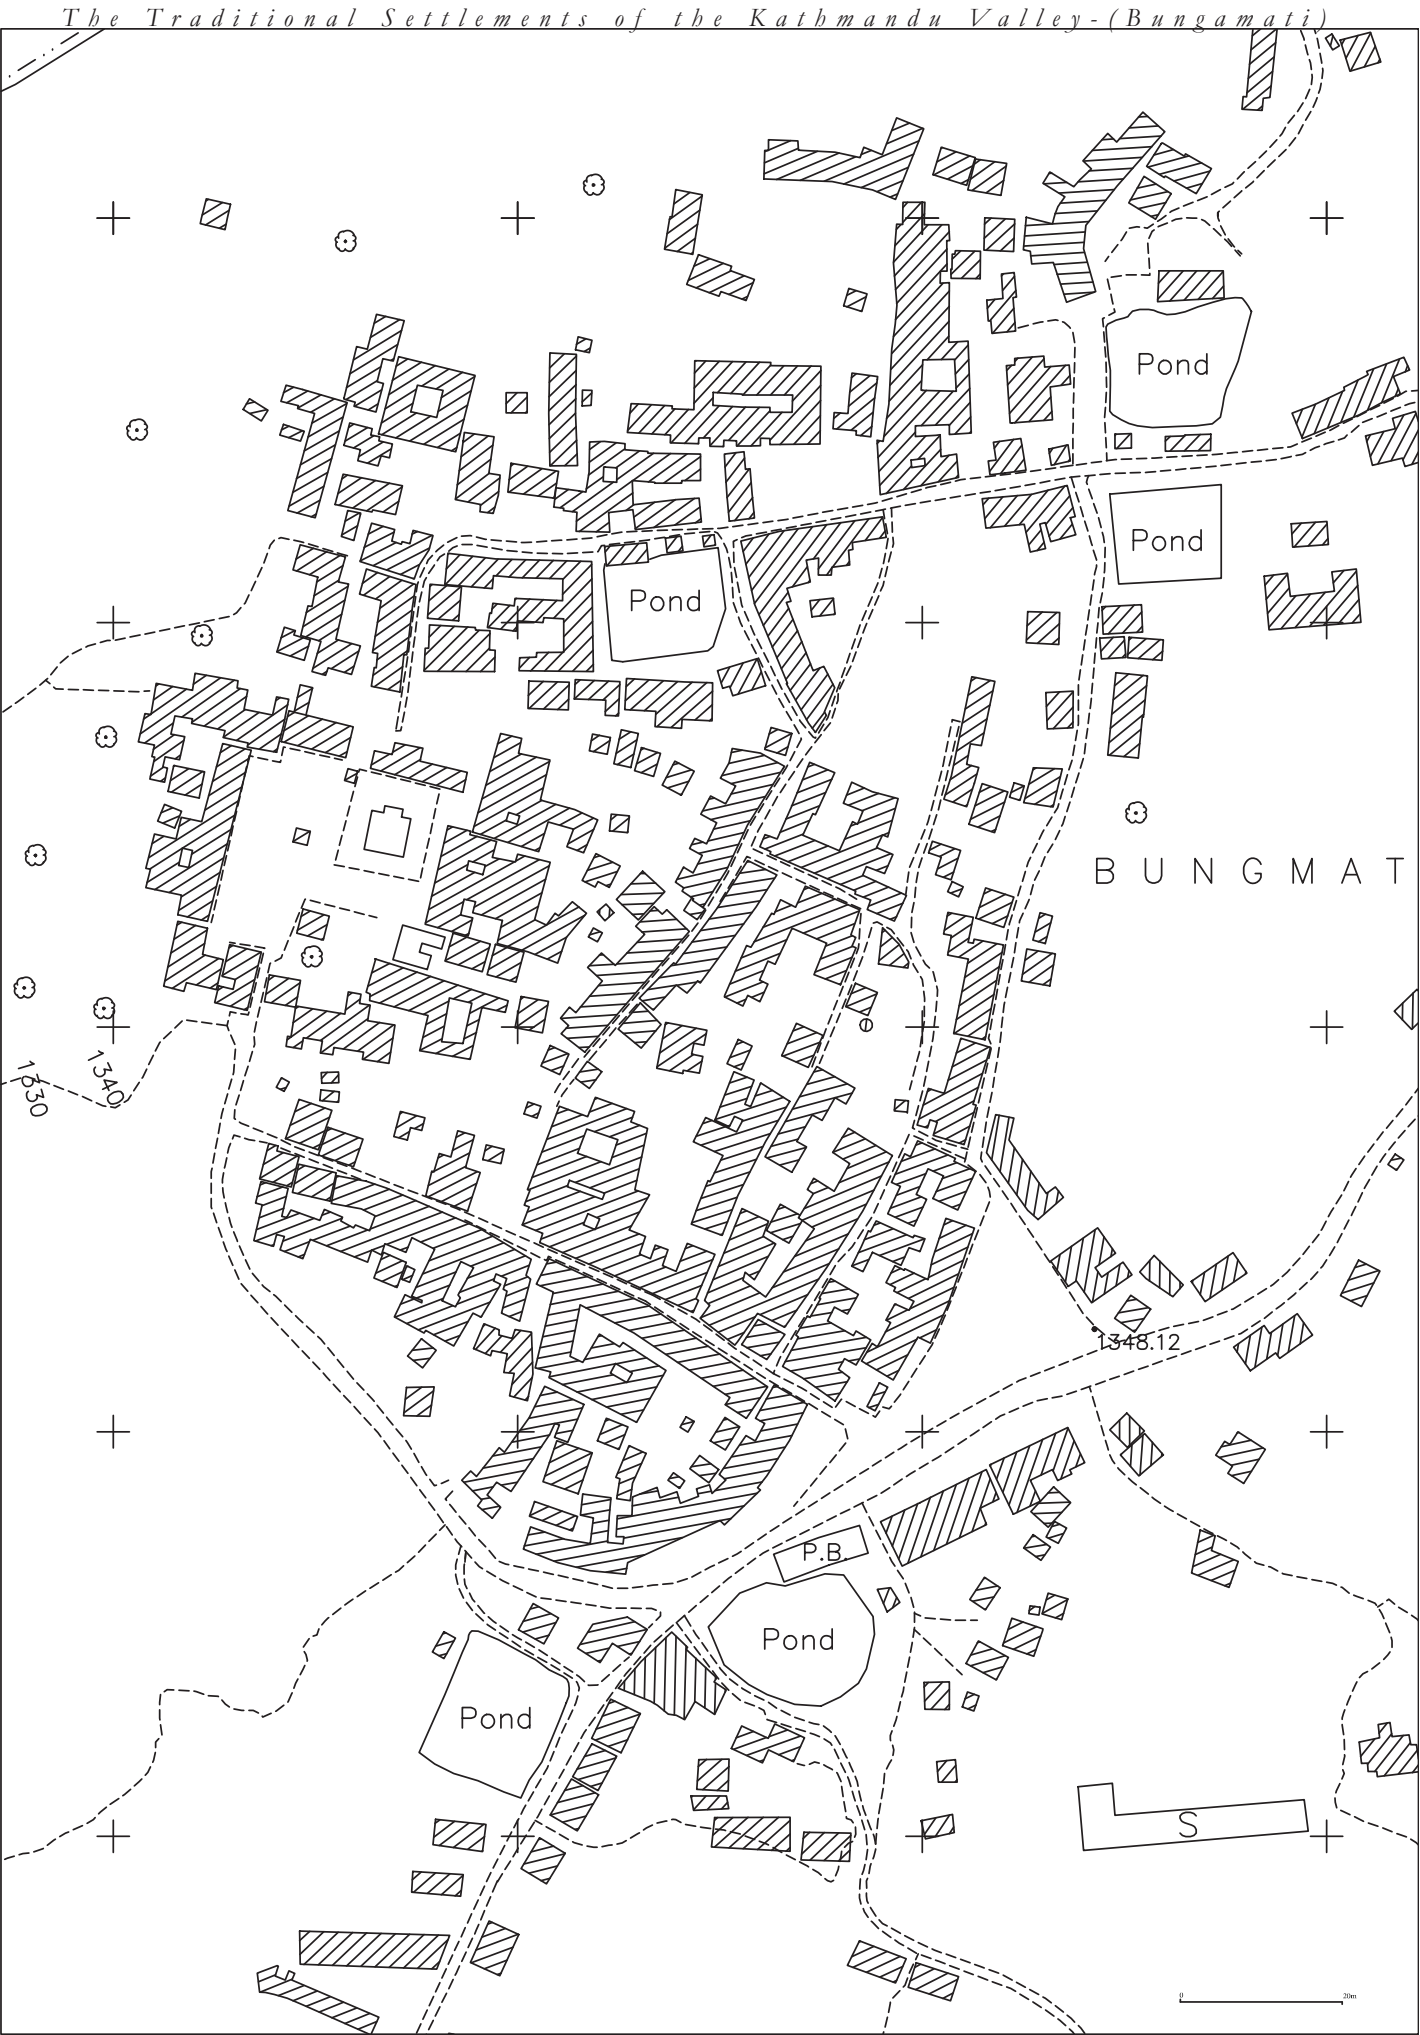 The Traditional Settlements of the Kathmandu Valley-(Bungamati)
Pond
Pond
Pond
BUNGMAT
1330
1340
1348.12
P.B.
Pond
Pond
S
0 20m